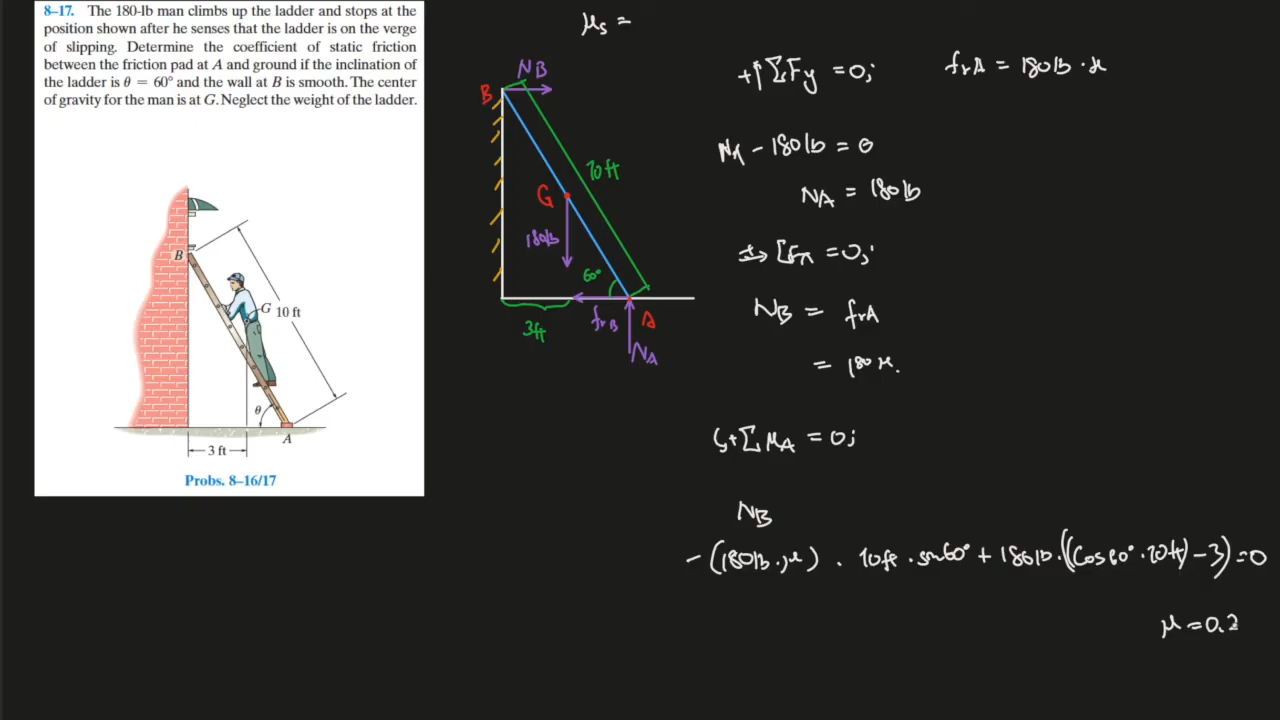 8–17. The 180-lb man climbs up the ladder and stops at the
position shown after he senses that the ladder is on the verge
of slipping. Determine the coefficient of static friction
between the friction pad at A and ground if the inclination of
the ladder is θ = 60° and the wall at B is smooth. The center
of gravity for the man is at G. Neglect the weight of the ladder.
B
G 10 ft
θ
A
3 ft
Probs. 8–16/17
μs =
NB
B
10ft
G
180lb
60°
3ft
frB
A
NA
+↑ΣFy = 0; frA = 180lb · μ
NA − 180lb = 0
NA = 180lb
ΣFx = 0;
NB = frA
= 180 μ.
↺+ΣMA = 0;
NB
− (180lb · μ) · 10ft · sin60° + 180lb · ((cos60° · 10ft) − 3) = 0
μ = 0.2